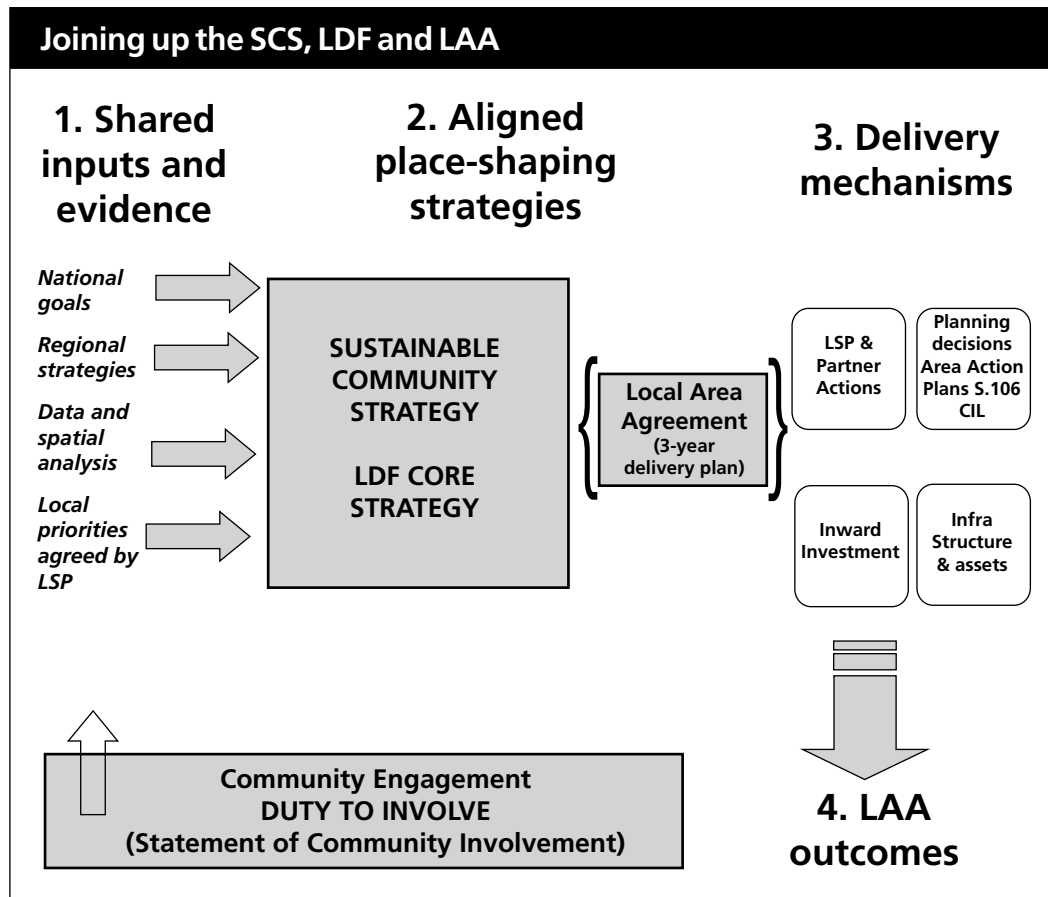 Joining up the SCS, LDF and LAA
1. Shared
inputs and
evidence
2. Aligned
place-shaping
strategies
3. Delivery
mechanisms
National
goals
Regional
strategies
Data and
spatial
analysis
Local
priorities
agreed by
LSP
SUSTAINABLE
COMMUNITY
STRATEGY
LDF CORE
STRATEGY
{
Local Area
Agreement
(3-year
delivery plan)
}
LSP &
Partner
Actions
Planning
decisions
Area Action
Plans S.106
CIL
Inward
Investment
Infra
Structure
& assets
Community Engagement
DUTY TO INVOLVE
(Statement of Community Involvement)
4. LAA
outcomes